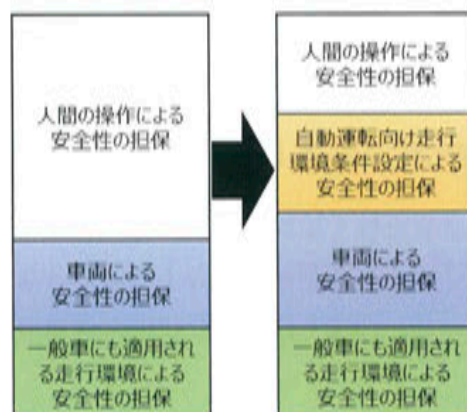 人間の操作による
安全性の担保
車両による
安全性の担保
一般車にも適用され
る走行環境による
安全性の担保
人間の操作による
安全性の担保
自動運転向け走行
環境条件設定による
安全性の担保
車両による
安全性の担保
一般車にも適用され
る走行環境による
安全性の担保